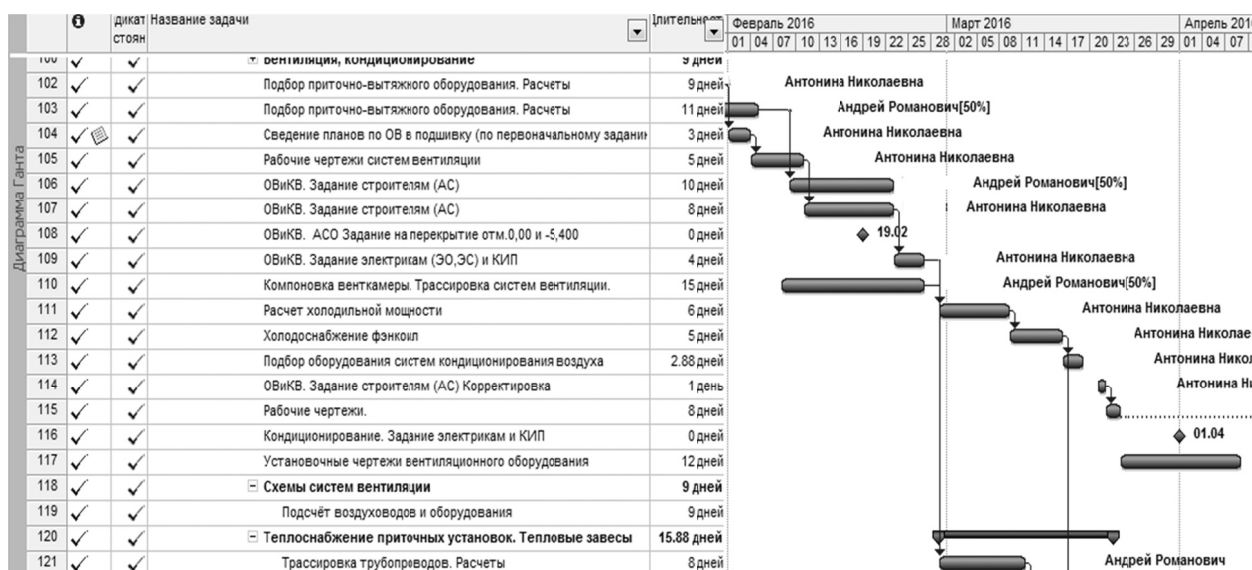 дикат стоян Название задачи Длительност Февраль 2016 Март 2016 Апрель 201
01 04 07 10 13 16 19 22 25 28 02 05 08 11 14 17 20 23 26 29 01 04 07
Диаграмма Ганта
100 Вентиляция, кондиционирование 9 дней
102 Подбор приточно-вытяжного оборудования. Расчеты 9 дней Антонина Николаевна
103 Подбор приточно-вытяжного оборудования. Расчеты 11 дней Андрей Романович[50%]
104 Сведение планов по ОВ в подшивку (по первоначальному задани 3 дней Антонина Николаевна
105 Рабочие чертежи систем вентиляции 5 дней Антонина Николаевна
106 ОВиКВ. Задание строителям (АС) 10 дней Андрей Романович[50%]
107 ОВиКВ. Задание строителям (АС) 8 дней Антонина Николаевна
108 ОВиКВ. АСО Задание на перекрытие отм.0,00 и -5,400 0 дней 19.02
109 ОВиКВ. Задание электрикам (ЭО,ЭС) и КИП 4 дней Антонина Николаевна
110 Компоновка венткамеры. Трассировка систем вентиляции. 15 дней Андрей Романович[50%]
111 Расчет холодильной мощности 6 дней Антонина Николаевна
112 Холодоснабжение фэнкоил 5 дней Антонина Николае
113 Подбор оборудования систем кондиционирования воздуха 2.88 дней Антонина Никол
114 ОВиКВ. Задание строителям (АС) Корректировка 1 день Антонина Н
115 Рабочие чертежи. 8 дней
116 Кондиционирование. Задание электрикам и КИП 0 дней 01.04
117 Установочные чертежи вентиляционного оборудования 12 дней
118 Схемы систем вентиляции 9 дней
119 Подсчёт воздуховодов и оборудования 9 дней
120 Теплоснабжение приточных установок. Тепловые завесы 15.88 дней
121 Трассировка трубопроводов. Расчеты 8 дней Андрей Романович